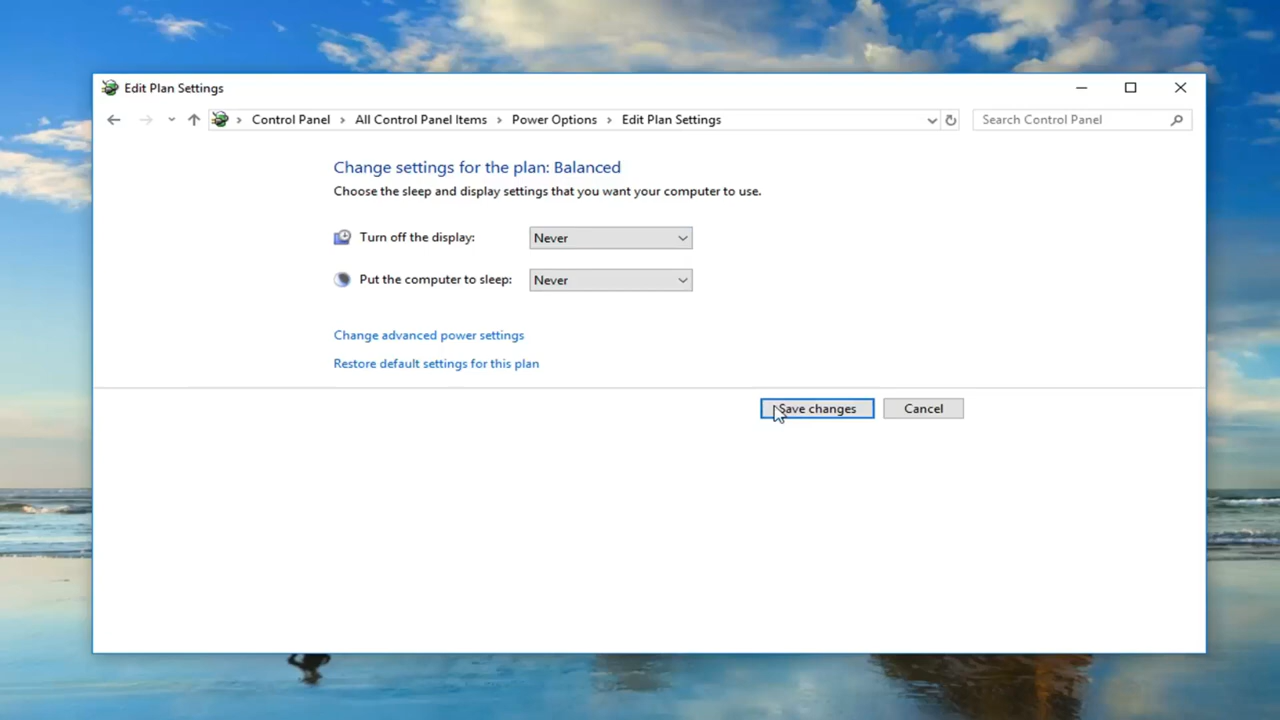 Edit Plan Settings
Control Panel > All Control Panel Items > Power Options > Edit Plan Settings
Search Control Panel
Change settings for the plan: Balanced
Choose the sleep and display settings that you want your computer to use.
Turn off the display: Never
Put the computer to sleep: Never
Change advanced power settings
Restore default settings for this plan
Save changes Cancel